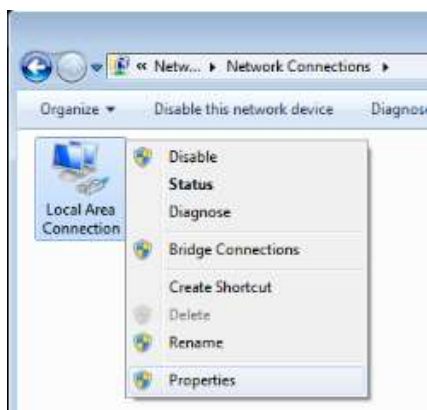 « Netw... ▸ Network Connections ▸
Organize ▾ Disable this network device Diagnose
Local Area
Connection
Disable
Status
Diagnose
Bridge Connections
Create Shortcut
Delete
Rename
Properties